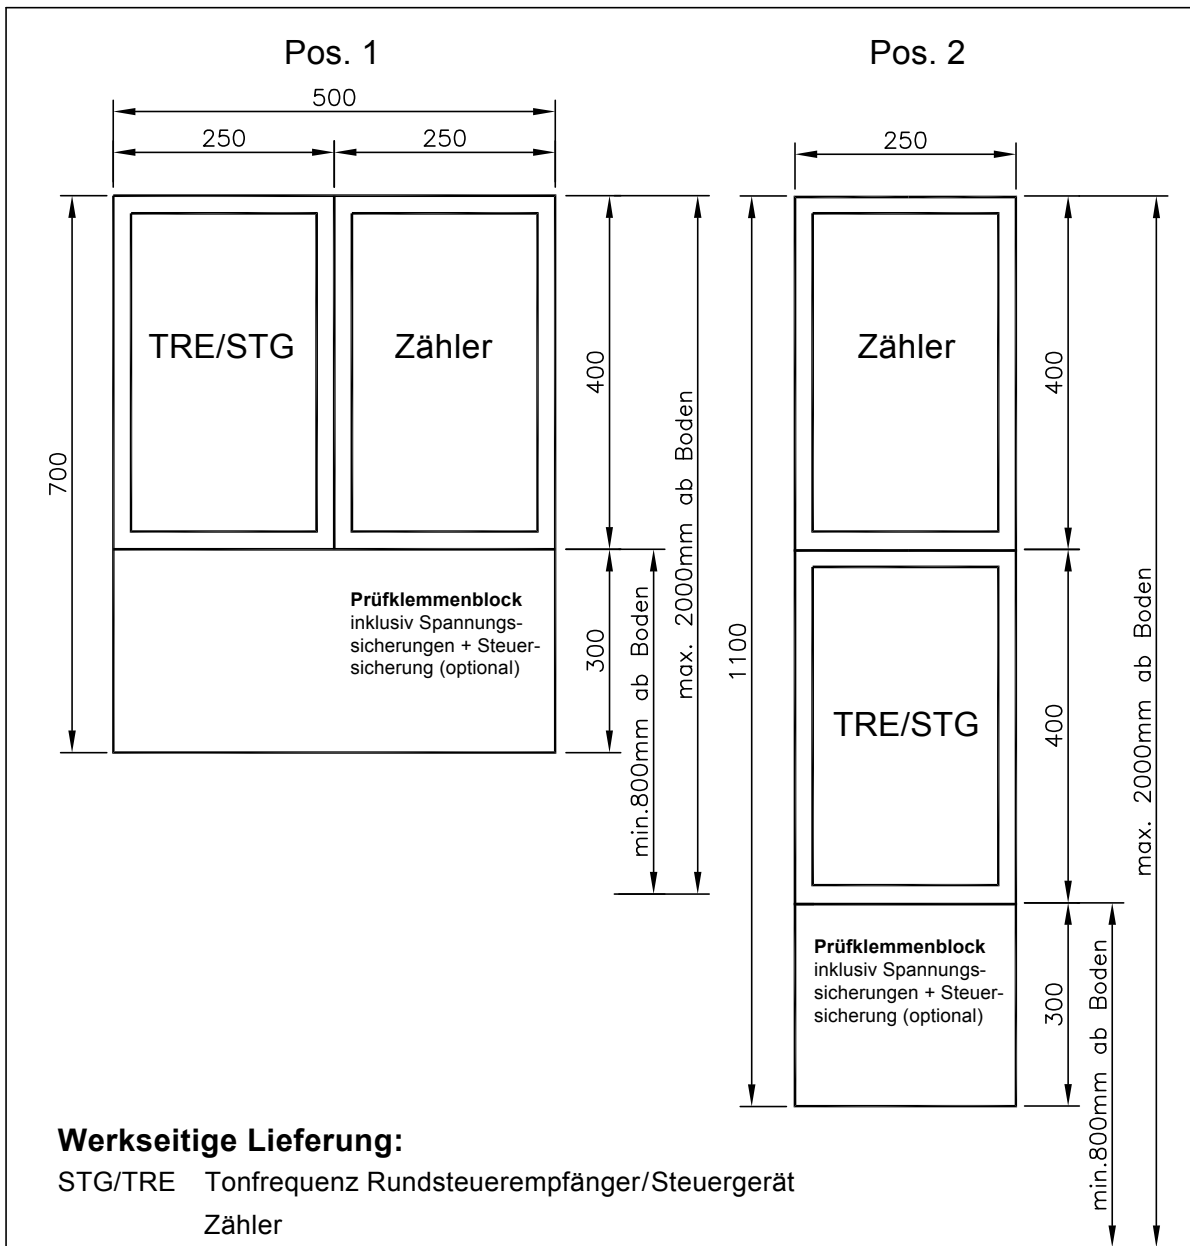 Pos. 1
500
250
250
700
TRE/STG
Zähler
400
Prüfklemmenblock
inklusiv Spannungs-
sicherungen + Steuer-
sicherung (optional)
300
min.800mm ab Boden
max. 2000mm ab Boden
Pos. 2
250
1100
Zähler
400
TRE/STG
400
Prüfklemmenblock
inklusiv Spannungs-
sicherungen + Steuer-
sicherung (optional)
300
min.800mm ab Boden
max. 2000mm ab Boden
Werkseitige Lieferung:
STG/TRE Tonfrequenz Rundsteuerempfänger/Steuergerät
Zähler